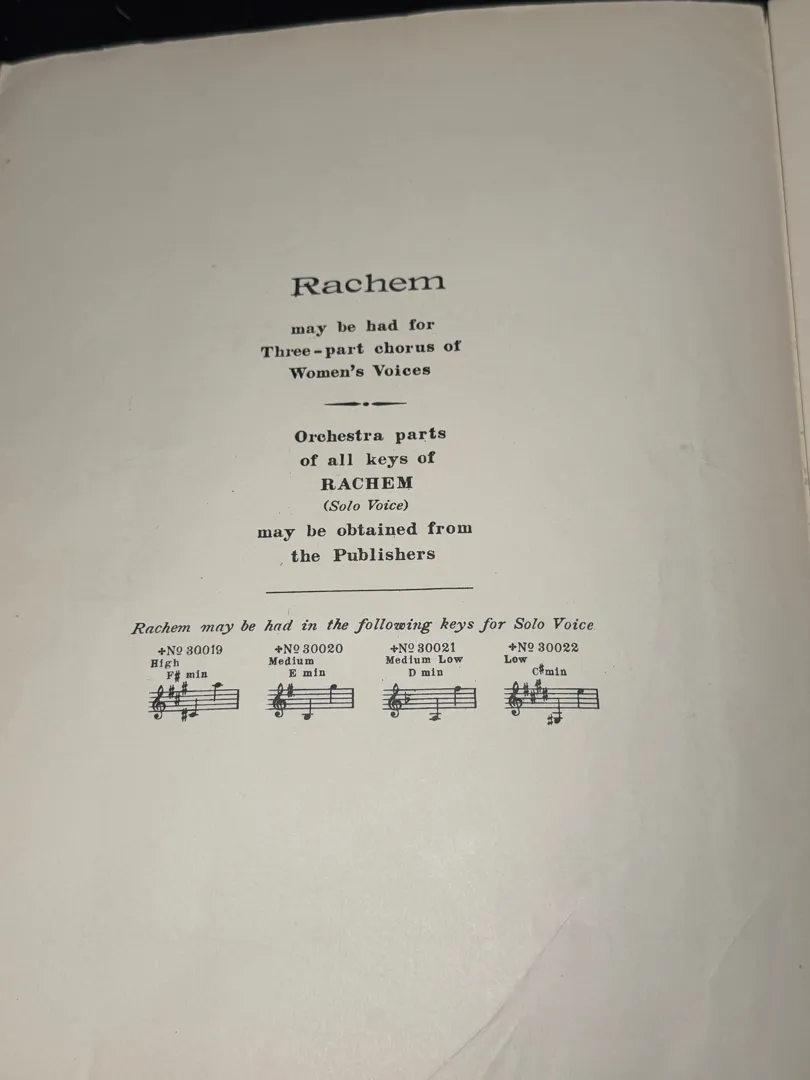 Rachem
may be had for
Three-part chorus of
Women's Voices
Orchestra parts
of all keys of
RACHEM
(Solo Voice)
may be obtained from
the Publishers
Rachem may be had in the following keys for Solo Voice
+Nº 30019
High
F# min
+Nº 30020
Medium
E min
+Nº 30021
Medium Low
D min
+Nº 30022
Low
C#min